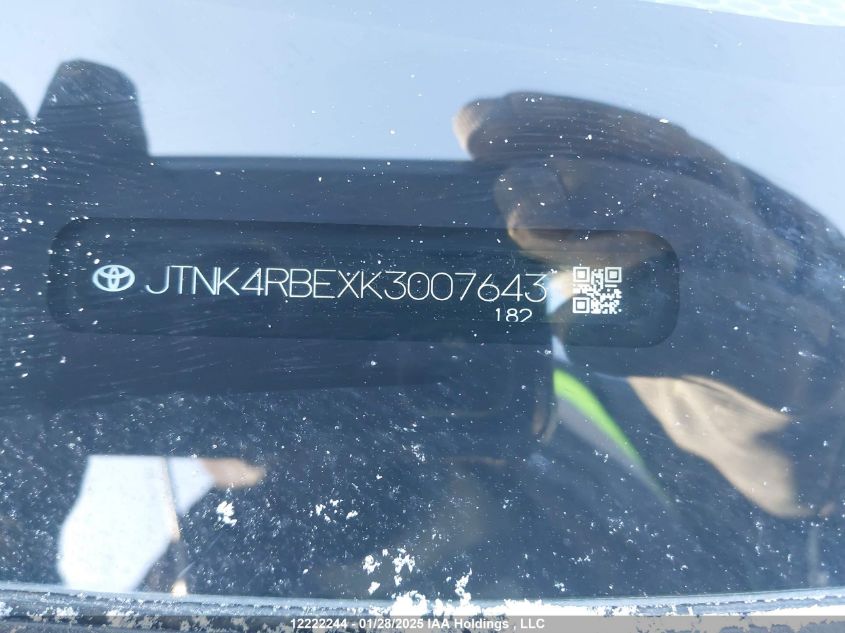 JTNK4RBEXK3007643
182
12222244 - 01/28/2025 IAA Holdings , LLC